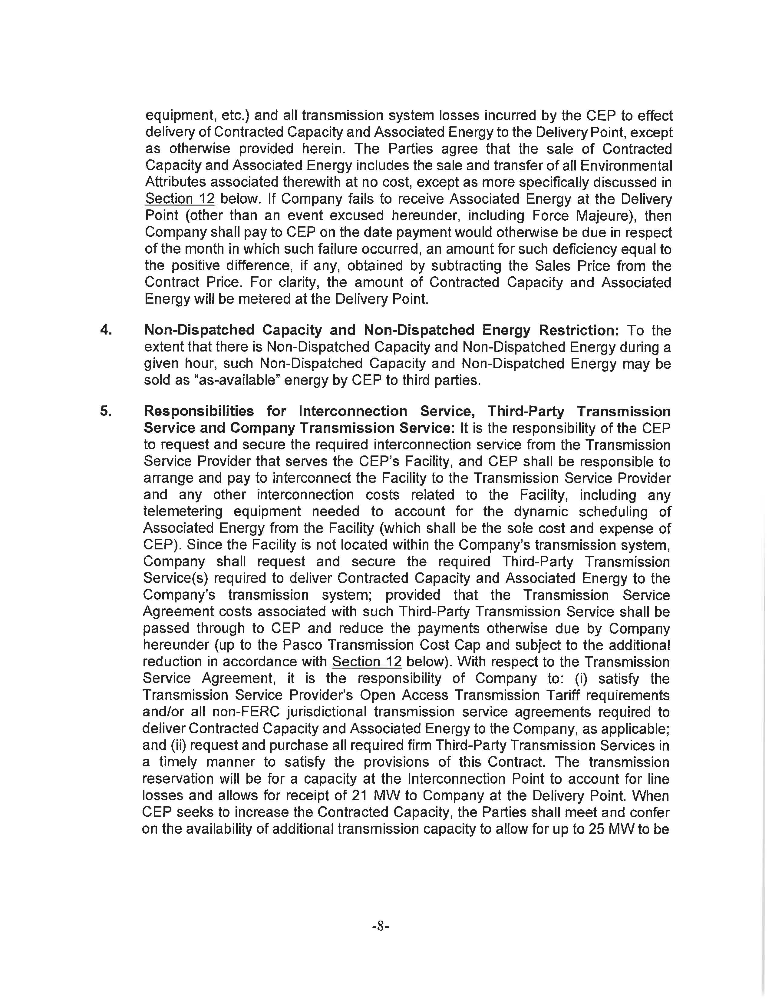 equipment, etc.) and all transmission system losses incurred by the CEP to effect
delivery of Contracted Capacity and Associated Energy to the Delivery Point, except
as otherwise provided herein. The Parties agree that the sale of Contracted
Capacity and Associated Energy includes the sale and transfer of all Environmental
Attributes associated therewith at no cost, except as more specifically discussed in
Section 12 below. If Company fails to receive Associated Energy at the Delivery
Point (other than an event excused hereunder, including Force Majeure), then
Company shall pay to CEP on the date payment would otherwise be due in respect
of the month in which such failure occurred, an amount for such deficiency equal to
the positive difference, if any, obtained by subtracting the Sales Price from the
Contract Price. For clarity, the amount of Contracted Capacity and Associated
Energy will be metered at the Delivery Point.
4. Non-Dispatched Capacity and Non-Dispatched Energy Restriction: To the
extent that there is Non-Dispatched Capacity and Non-Dispatched Energy during a
given hour, such Non-Dispatched Capacity and Non-Dispatched Energy may be
sold as “as-available” energy by CEP to third parties.
5. Responsibilities for Interconnection Service, Third-Party Transmission
Service and Company Transmission Service: It is the responsibility of the CEP
to request and secure the required interconnection service from the Transmission
Service Provider that serves the CEP’s Facility, and CEP shall be responsible to
arrange and pay to interconnect the Facility to the Transmission Service Provider
and any other interconnection costs related to the Facility, including any
telemetering equipment needed to account for the dynamic scheduling of
Associated Energy from the Facility (which shall be the sole cost and expense of
CEP). Since the Facility is not located within the Company’s transmission system,
Company shall request and secure the required Third-Party Transmission
Service(s) required to deliver Contracted Capacity and Associated Energy to the
Company’s transmission system; provided that the Transmission Service
Agreement costs associated with such Third-Party Transmission Service shall be
passed through to CEP and reduce the payments otherwise due by Company
hereunder (up to the Pasco Transmission Cost Cap and subject to the additional
reduction in accordance with Section 12 below). With respect to the Transmission
Service Agreement, it is the responsibility of Company to: (i) satisfy the
Transmission Service Provider’s Open Access Transmission Tariff requirements
and/or all non-FERC jurisdictional transmission service agreements required to
deliver Contracted Capacity and Associated Energy to the Company, as applicable;
and (ii) request and purchase all required firm Third-Party Transmission Services in
a timely manner to satisfy the provisions of this Contract. The transmission
reservation will be for a capacity at the Interconnection Point to account for line
losses and allows for receipt of 21 MW to Company at the Delivery Point. When
CEP seeks to increase the Contracted Capacity, the Parties shall meet and confer
on the availability of additional transmission capacity to allow for up to 25 MW to be
-8-